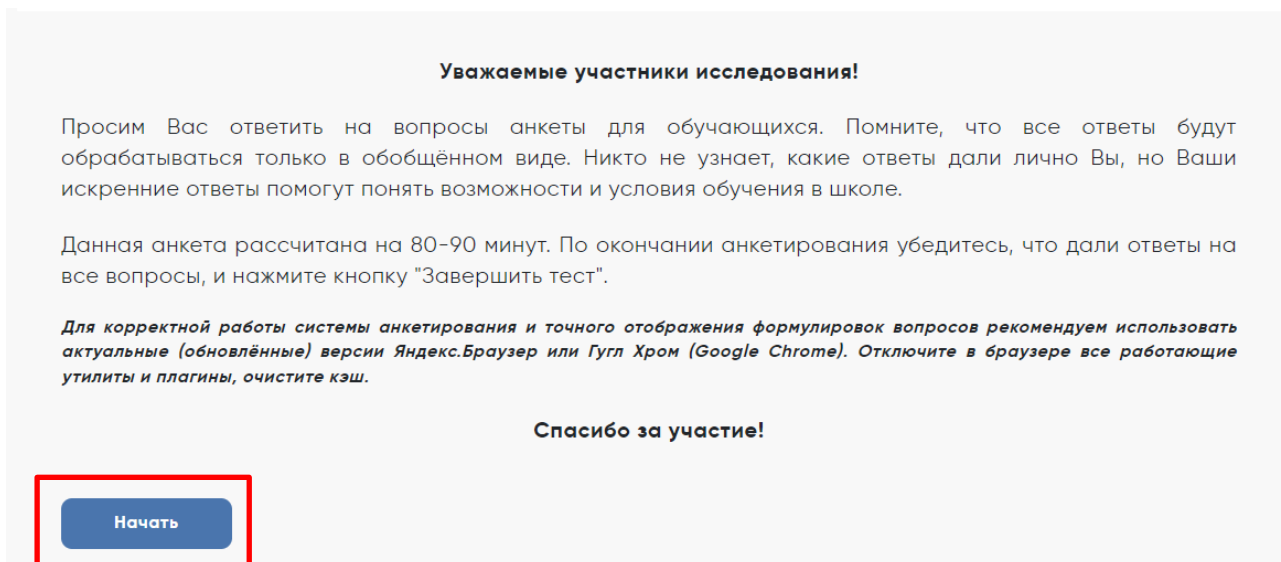 Уважаемые участники исследования!
Просим Вас ответить на вопросы анкеты для обучающихся. Помните, что все ответы будут
обрабатываться только в обобщённом виде. Никто не узнает, какие ответы дали лично Вы, но Ваши
искренние ответы помогут понять возможности и условия обучения в школе.
Данная анкета рассчитана на 80-90 минут. По окончании анкетирования убедитесь, что дали ответы на
все вопросы, и нажмите кнопку "Завершить тест".
Для корректной работы системы анкетирования и точного отображения формулировок вопросов рекомендуем использовать
актуальные (обновлённые) версии Яндекс.Браузер или Гугл Хром (Google Chrome). Отключите в браузере все работающие
утилиты и плагины, очистите кэш.
Спасибо за участие!
Начать